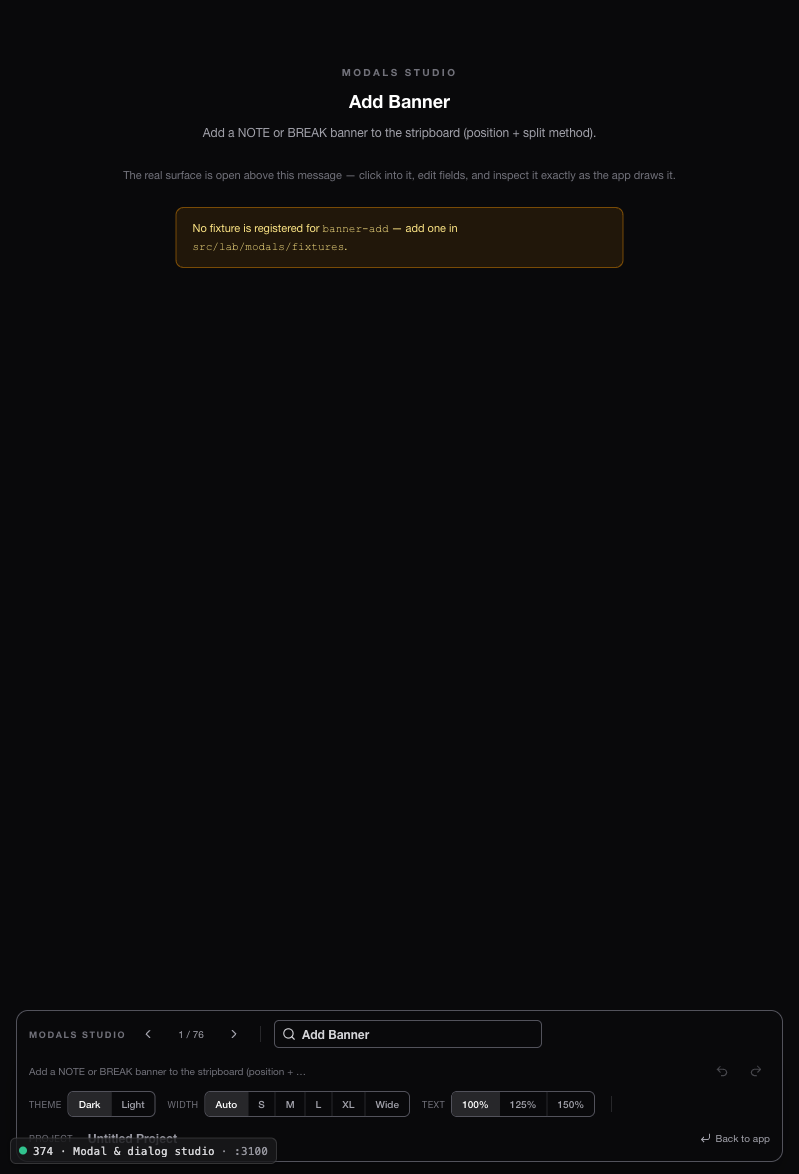 MODALS STUDIO
Add Banner
Add a NOTE or BREAK banner to the stripboard (position + split method).
The real surface is open above this message — click into it, edit fields, and inspect it exactly as the app draws it.
No fixture is registered for banner-add — add one in
src/lab/modals/fixtures.
MODALS STUDIO 1 / 76 Add Banner
Add a NOTE or BREAK banner to the stripboard (position + …
THEME Dark Light WIDTH Auto S M L XL Wide TEXT 100% 125% 150%
PROJECT Untitled Project Back to app
374 · Modal & dialog studio · :3100